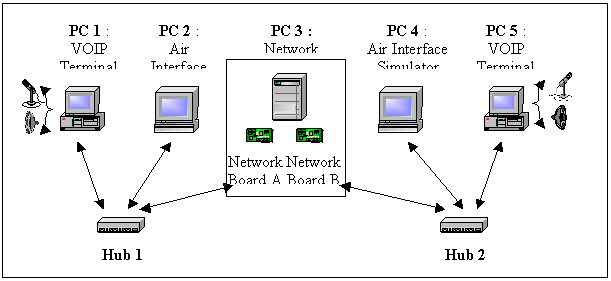 PC 1 :
VOIP
Terminal
PC 2 :
Air
Interface
PC 3 :
Network
PC 4 :
Air Interface
Simulator
PC 5 :
VOIP
Terminal
Network Network
Board A Board B
Hub 1
Hub 2